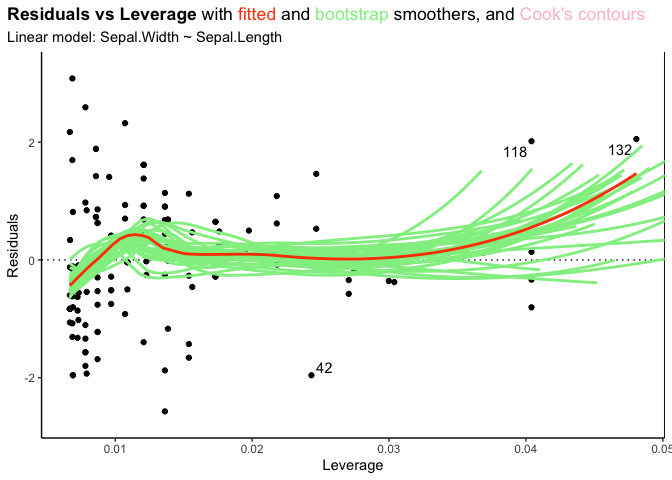 Residuals vs Leverage with fitted and bootstrap smoothers, and Cook's contours
Linear model: Sepal.Width ~ Sepal.Length
2
118
132
0
-2
42
Residuals
0.01
0.02
0.03
0.04
0.05
Leverage